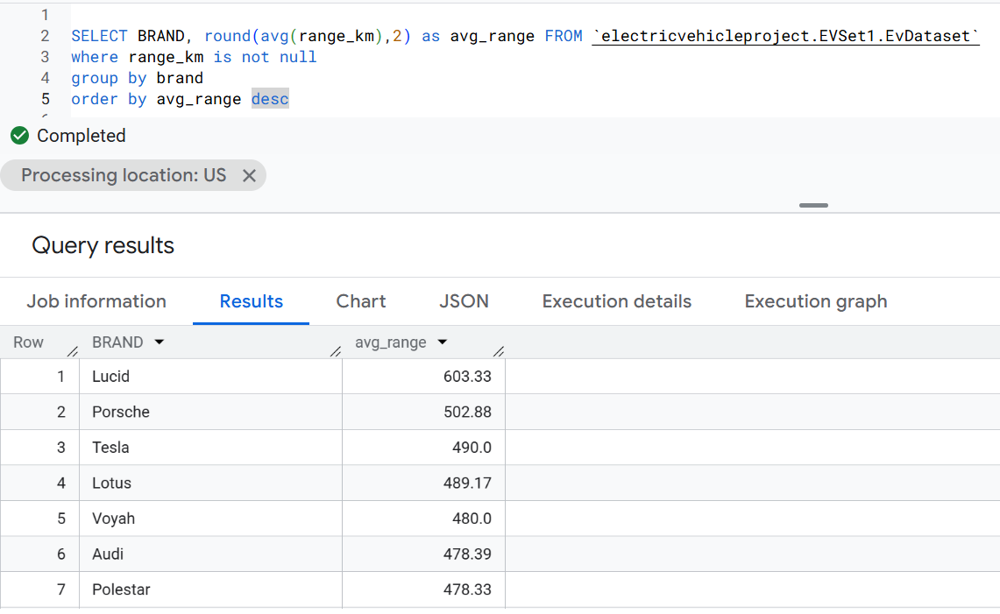 1
2 SELECT BRAND, round(avg(range_km),2) as avg_range FROM `electricvehicleproject.EVSet1.EvDataset`
3 where range_km is not null
4 group by brand
5 order by avg_range desc
Completed
Processing location: US
Query results
Job information Results Chart JSON Execution details Execution graph
Row BRAND avg_range
1 Lucid 603.33
2 Porsche 502.88
3 Tesla 490.0
4 Lotus 489.17
5 Voyah 480.0
6 Audi 478.39
7 Polestar 478.33